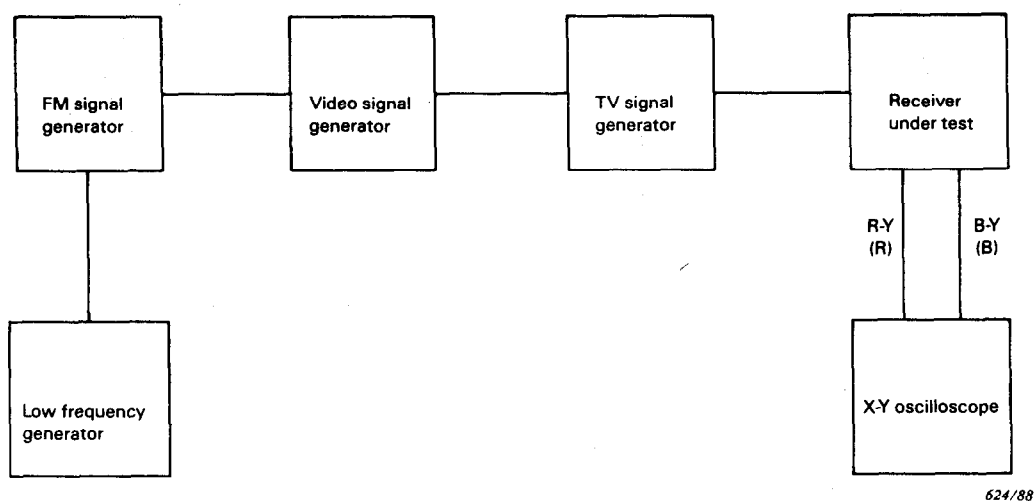 FM signal
generator
Video signal
generator
TV signal
generator
Receiver
under test
R-Y
(R)
B-Y
(B)
Low frequency
generator
X-Y oscilloscope
624/88